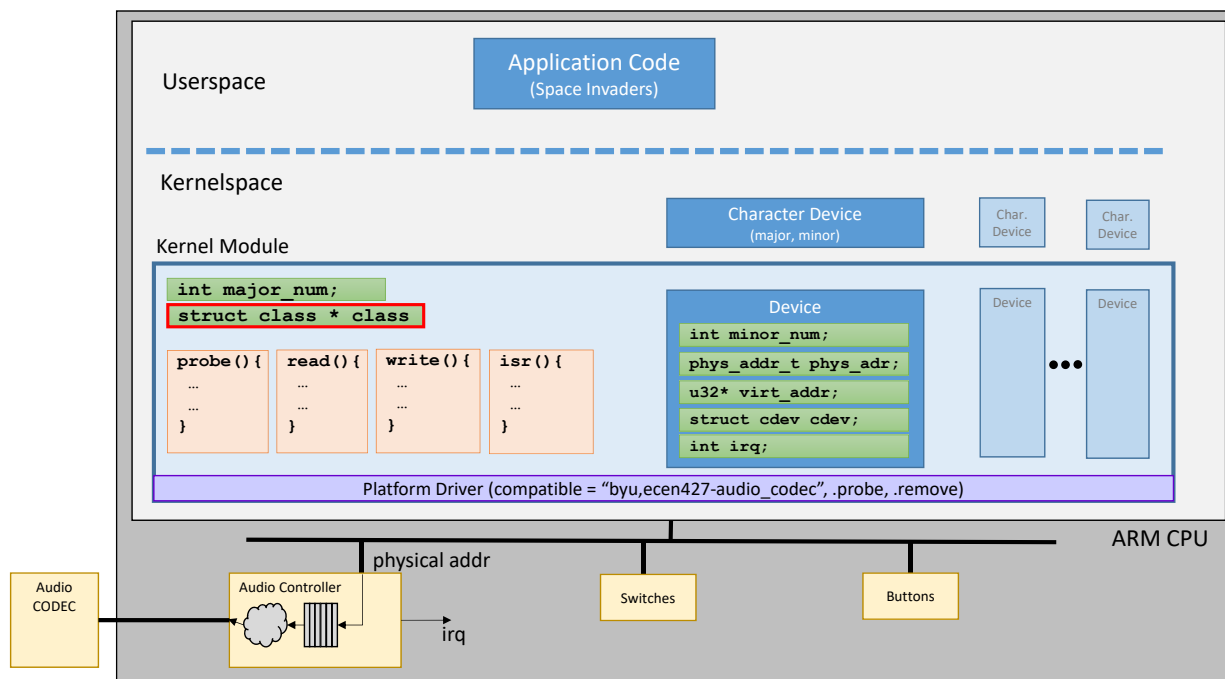 Application Code
(Space Invaders)
Userspace
Kernelspace
Character Device
(major, minor)
Char.
Device
Char.
Device
Kernel Module
int major_num;
struct class * class
probe(){
…
…
}
read(){
…
…
}
write(){
…
…
}
isr(){
…
…
}
Device
int minor_num;
phys_addr_t phys_adr;
u32* virt_addr;
struct cdev cdev;
int irq;
Device
Device
Platform Driver (compatible = “byu,ecen427-audio_codec”, .probe, .remove)
ARM CPU
physical addr
Audio
CODEC
Audio Controller
irq
Switches
Buttons